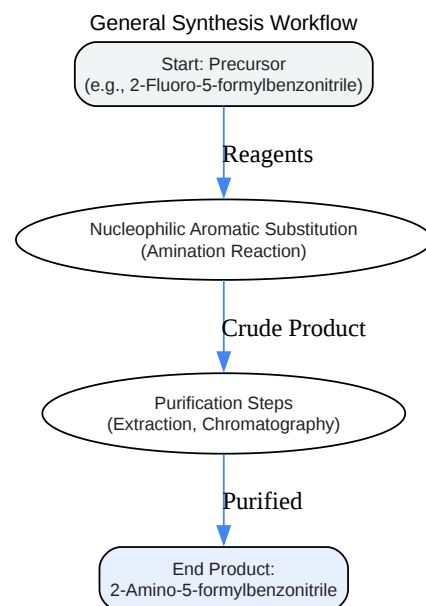 General Synthesis Workflow
Start: Precursor
(e.g., 2-Fluoro-5-formylbenzonitrile)
Reagents
Nucleophilic Aromatic Substitution
(Amination Reaction)
Crude Product
Purification Steps
(Extraction, Chromatography)
Purified
End Product:
2-Amino-5-formylbenzonitrile